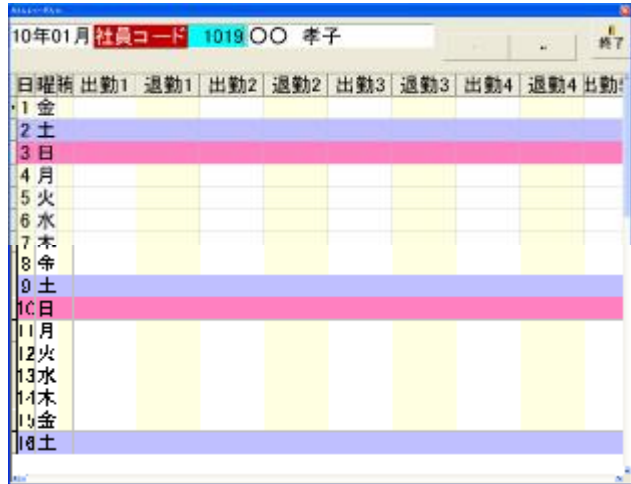 10年01月 社員コード 1019 〇〇 孝子
終了
日 曜 出勤1 退勤1 出勤2 退勤2 出勤3 退勤3 出勤4 退勤4 出勤5
1 金
2 土
3 日
4 月
5 火
6 水
7 木
8 金
9 土
10 日
11 月
12 火
13 水
14 木
15 金
16 土